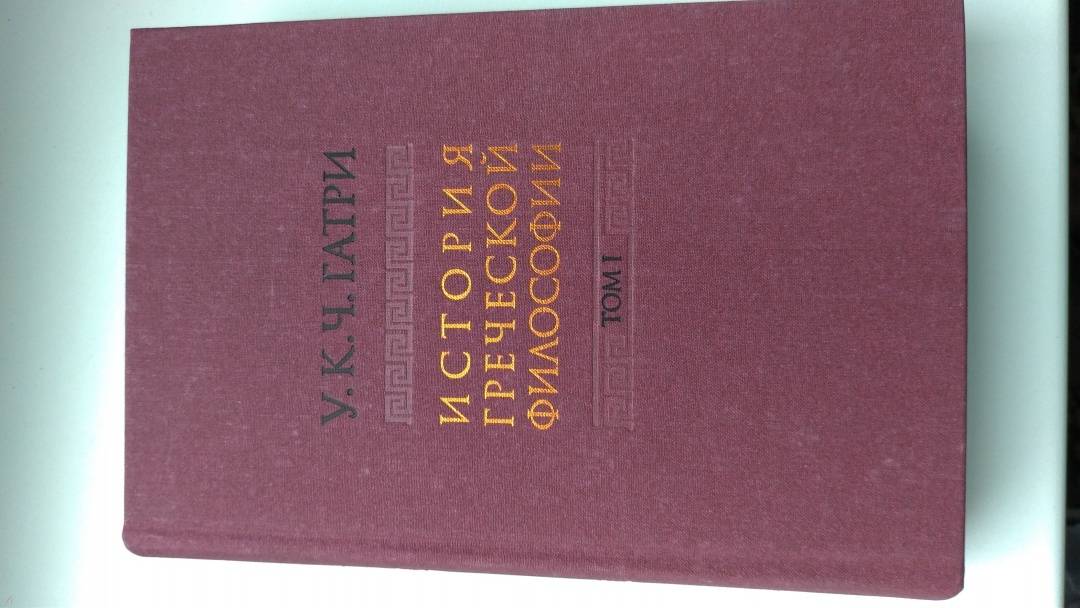 У. К. Ч. ГАТРИ
ИСТОРИЯ
ГРЕЧЕСКОЙ
ФИЛОСОФИИ
ТОМ I